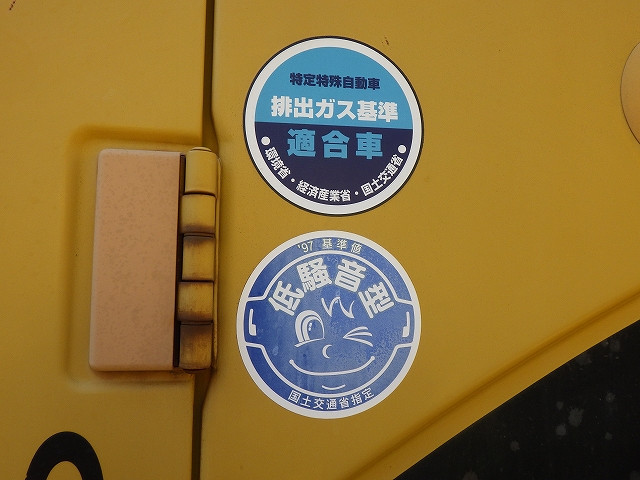 特定特殊自動車
排出ガス基準
適合車
●環境省・経済産業省・国土交通省●
'97 基準値
低騒音型
国土交通省指定